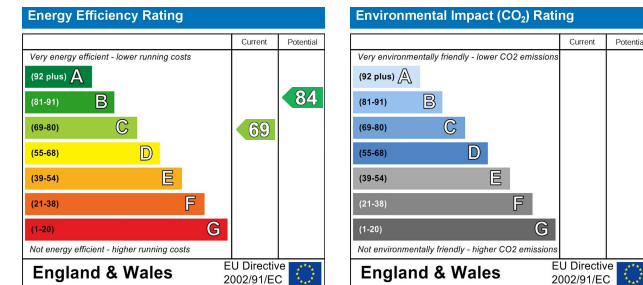 Energy Efficiency Rating
Current Potential
Very energy efficient - lower running costs
(92 plus) A
(81-91) B
84
(69-80) C
69
(55-68) D
(39-54) E
(21-38) F
(1-20) G
Not energy efficient - higher running costs
England & Wales
EU Directive
2002/91/EC
Environmental Impact (CO₂) Rating
Current Potential
Very environmentally friendly - lower CO2 emissions
(92 plus) A
(81-91) B
(69-80) C
(55-68) D
(39-54) E
(21-38) F
(1-20) G
Not environmentally friendly - higher CO2 emissions
England & Wales
EU Directive
2002/91/EC